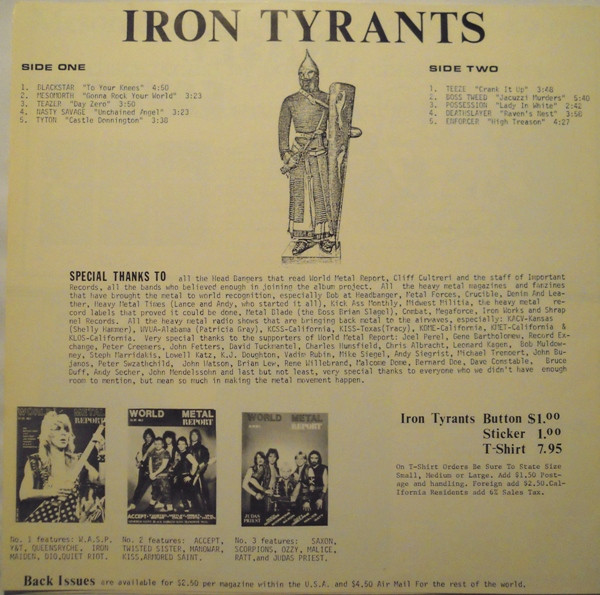 IRON TYRANTS
SIDE ONE
1. BLACKSTAR "To Your Knees" 4:50
2. MESOMORTH "Gonna Rock Your World" 3:23
3. TEAZER "Day Zero" 3:50
4. NASTY SAVAGE "Unchained Angel" 3:23
5. TYTON "Castle Donnington" 3:38
SIDE TWO
1. TEEZE "Crank It Up" 3:48
2. BOSS TWEED "Jacuzzi Murders" 5:40
3. POSSESSION "Lady In White" 2:42
4. DEATHSLAYER "Raven's Nest" 3:56
5. ENFORCER "High Treason" 4:27
SPECIAL THANKS TO all the Head Bangers that read World Metal Report, Cliff Cultreri and the staff of Important
Records, all the bands who believed enough in joining the album project. All the heavy metal magazines and fanzines
that have brought the metal to world recognition, especially Bob at Headbanger, Metal Forces, Crucible, Denim And Lea-
ther, Heavy Metal Times (Lance and Andy, who started it all), Kick Ass Monthly, Midwest Militia, the heavy metal re-
cord labels that proved it could be done, Metal Blade (the Boss Brian Slagel), Combat, Megaforce, Iron Works and Shrap
nel Records. All the heavy metal radio shows that are bringing back metal to the airwaves, especially; KMCV-Kansas
(Shelly Hammer), WVUA-Alabama (Patricia Gray), KCSS-California, KISS-Texas(Tracy), KOME-California, KMET-California &
KLOS-California. Very special thanks to the supporters of World Metal Report: Joel Perel, Gene Bartholomew, Record Ex-
change, Peter Creemers, John Fetters, David Tuckmantel, Charles Hunsfield, Chris Albracht, Leonard Kagen, Bob Muldow-
ney, Steph Marridakis, Lowell Katz, K.J. Doughton, Vadim Rubin, Mike Siegel, Andy Siegrist, Michael Trennert, John Bu-
janos, Peter Swzathchild, John Watson, Brian Lew, Rene Willebrand, Malcolme Dome, Bernard Doe, Dave Constable, Bruce
Duff, Andy Secher, John Mendelssohn and last but not least, very special thanks to everyone who we didn't have enough
room to mention, but mean so much in making the metal movement happen.
WORLD METAL
REPORT
WORLD METAL
REPORT
WORLD METAL
REPORT
JUDAS
PRIEST
No. 1 features: W.A.S.P.
Y&T, QUEENSRYCHE, IRON
MAIDEN, DIO,QUIET RIOT.
No. 2 features: ACCEPT,
TWISTED SISTER, MANOWAR,
KISS,ARMORED SAINT.
No. 3 features: SAXON,
SCORPIONS, OZZY, MALICE,
RATT,and JUDAS PRIEST.
Iron Tyrants Button $1.00
Sticker 1.00
T-Shirt 7.95
On T-Shirt Orders Be Sure To State Size
Small, Medium or Large. Add $1.50 Post-
age and handling. Foreign add $2.50.Cal-
ifornia Residents add 6% Sales Tax.
Back Issues are available for $2.50 per magazine within the U.S.A. and $4.50 Air Mail For the rest of the world.